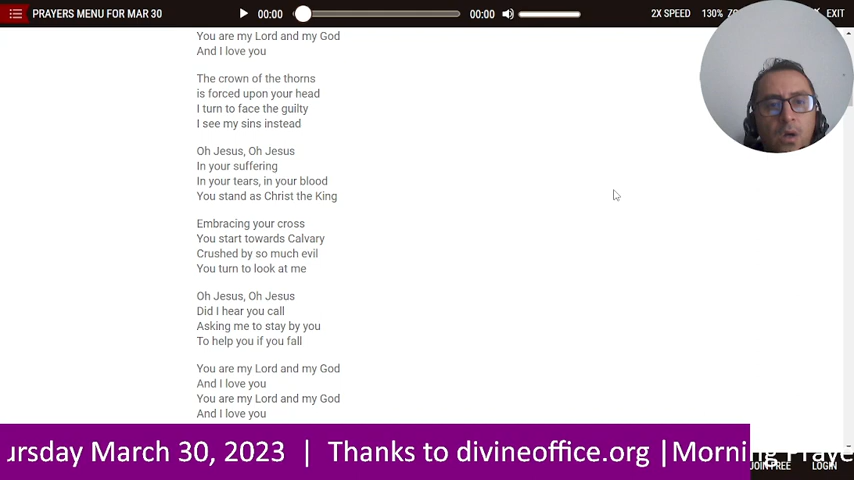 PRAYERS MENU FOR MAR 30
00:00
00:00
2X SPEED
130%
EXIT
You are my Lord and my God
And I love you
The crown of the thorns
is forced upon your head
I turn to face the guilty
I see my sins instead
Oh Jesus, Oh Jesus
In your suffering
In your tears, in your blood
You stand as Christ the King
Embracing your cross
You start towards Calvary
Crushed by so much evil
You turn to look at me
Oh Jesus, Oh Jesus
Did I hear you call
Asking me to stay by you
To help you if you fall
You are my Lord and my God
And I love you
You are my Lord and my God
And I love you
ursday March 30, 2023 | Thanks to divineoffice.org |Morning Praye
JOIN FREE
LOGIN